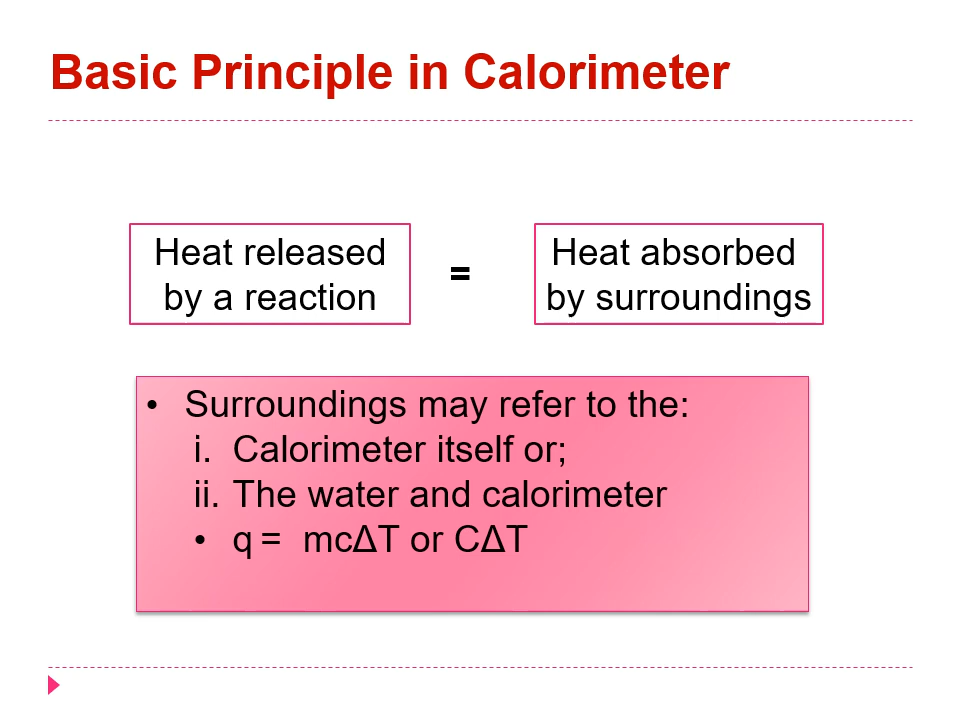 Basic Principle in Calorimeter
Heat released
by a reaction
=
Heat absorbed
by surroundings
• Surroundings may refer to the:
i. Calorimeter itself or;
ii. The water and calorimeter
• q = mcΔT or CΔT